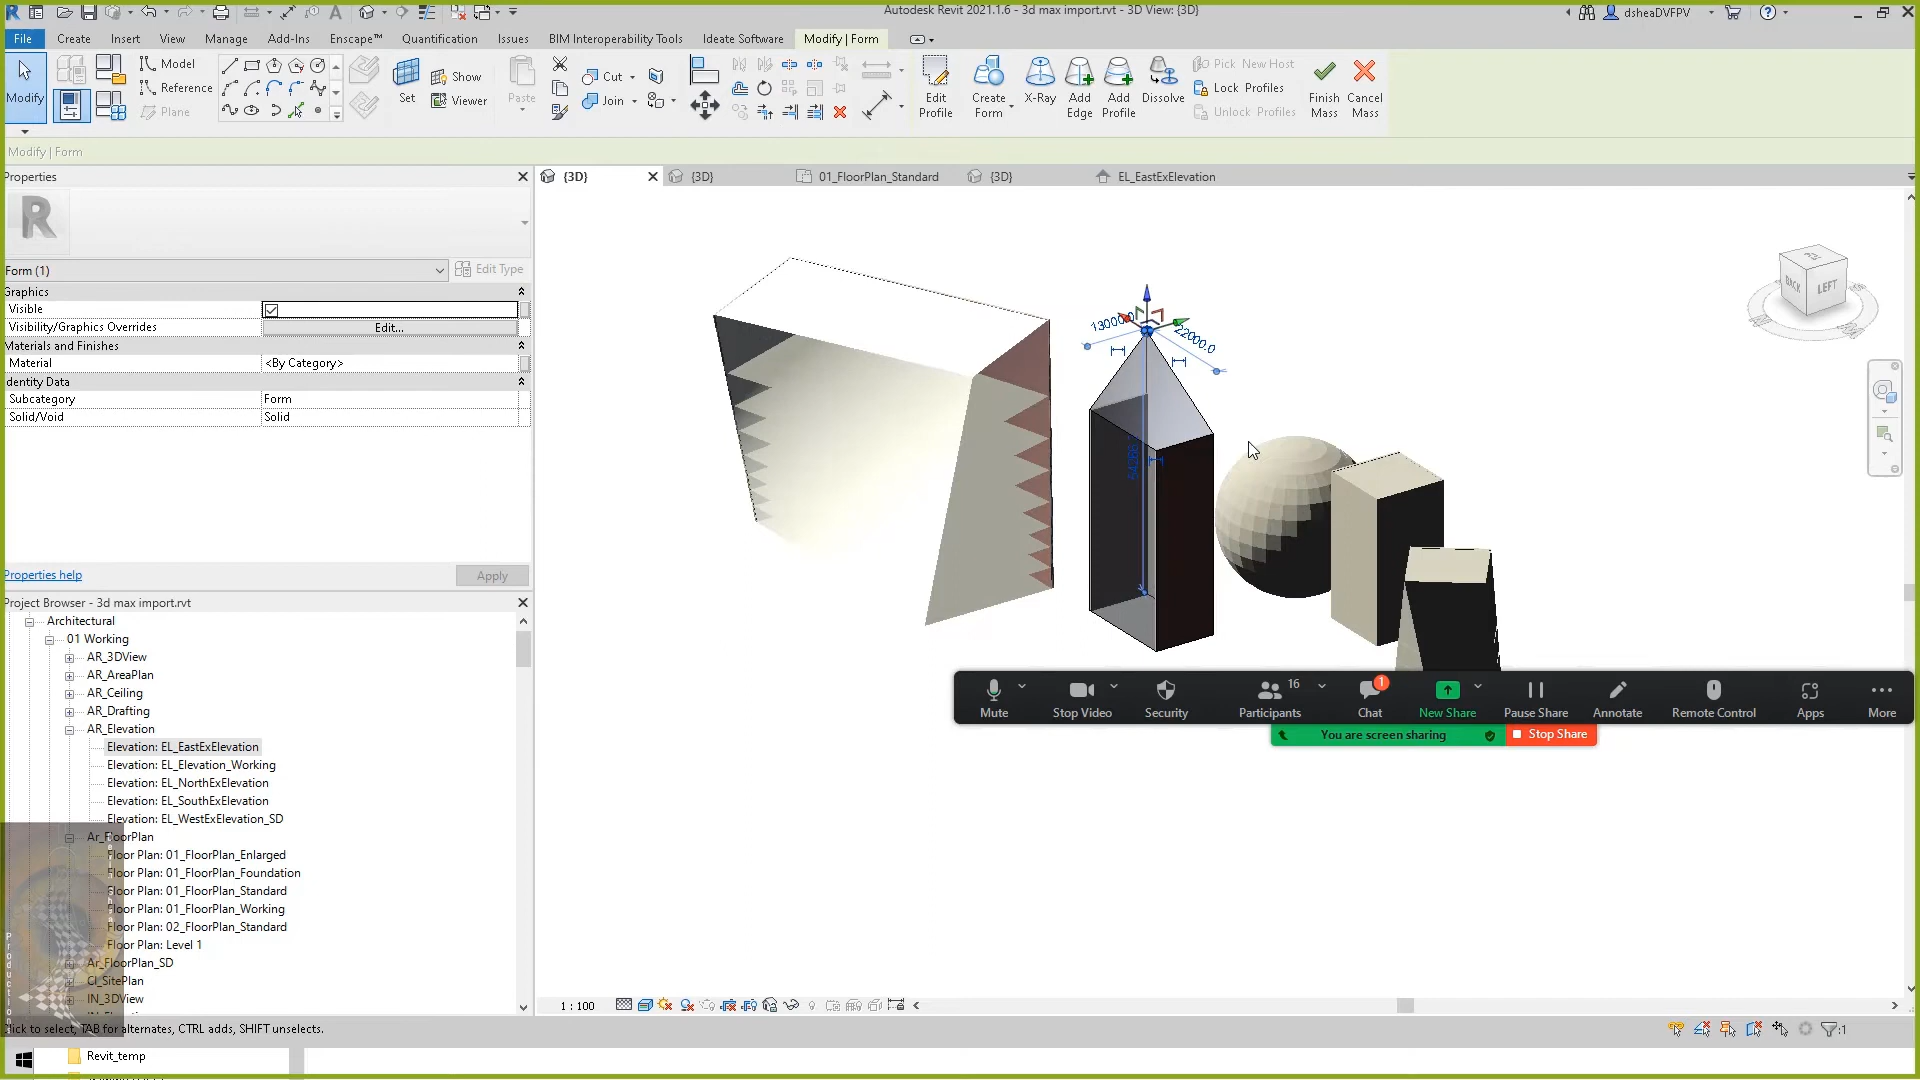 Autodesk Revit 2021.1.6 - 3d max import.rvt - 3D View: {3D}
dsheaDVFPV
File
Create
Insert
View
Manage
Add-Ins
Enscape™
Quantification
Issues
BIM Interoperability Tools
Ideate Software
Modify | Form
Modify
Model
Reference
Plane
Set
Show
Viewer
Paste
Cut
Join
Edit Profile
Create Form
X-Ray
Add Edge
Add Profile
Dissolve
Pick New Host
Lock Profiles
Unlock Profiles
Finish Mass
Cancel Mass
Modify | Form
Properties
{3D}
{3D}
01_FloorPlan_Standard
{3D}
EL_EastExElevation
Form (1)
Edit Type
Graphics
Visible
Visibility/Graphics Overrides
Edit...
Materials and Finishes
Material
<By Category>
dentity Data
Subcategory
Form
Solid/Void
Solid
Properties help
Apply
BACK
LEFT
22000.0
Project Browser - 3d max import.rvt
Architectural
01 Working
AR_3DView
AR_AreaPlan
AR_Ceiling
AR_Drafting
AR_Elevation
Elevation: EL_EastExElevation
Elevation: EL_Elevation_Working
Elevation: EL_NorthExElevation
Elevation: EL_SouthExElevation
Elevation: EL_WestExElevation_SD
Ar_FloorPlan
Floor Plan: 01_FloorPlan_Enlarged
Floor Plan: 01_FloorPlan_Foundation
Floor Plan: 01_FloorPlan_Standard
Floor Plan: 01_FloorPlan_Working
Floor Plan: 02_FloorPlan_Standard
Floor Plan: Level 1
Ar_FloorPlan_SD
CI_SitePlan
IN_3DView
Mute
Stop Video
Security
16
Participants
1
Chat
New Share
Pause Share
Annotate
Remote Control
Apps
More
You are screen sharing
Stop Share
1 : 100
lick to select, TAB for alternates, CTRL adds, SHIFT unselects.
:1
Revit_temp